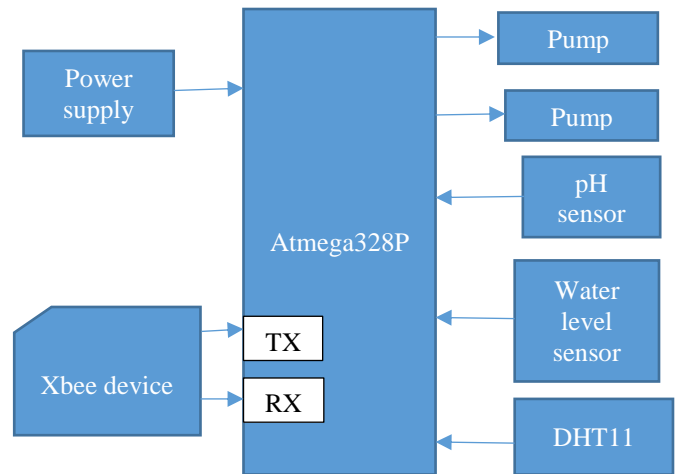 Power
supply
Xbee device
Atmega328P
TX
RX
Pump
Pump
pH
sensor
Water
level
sensor
DHT11